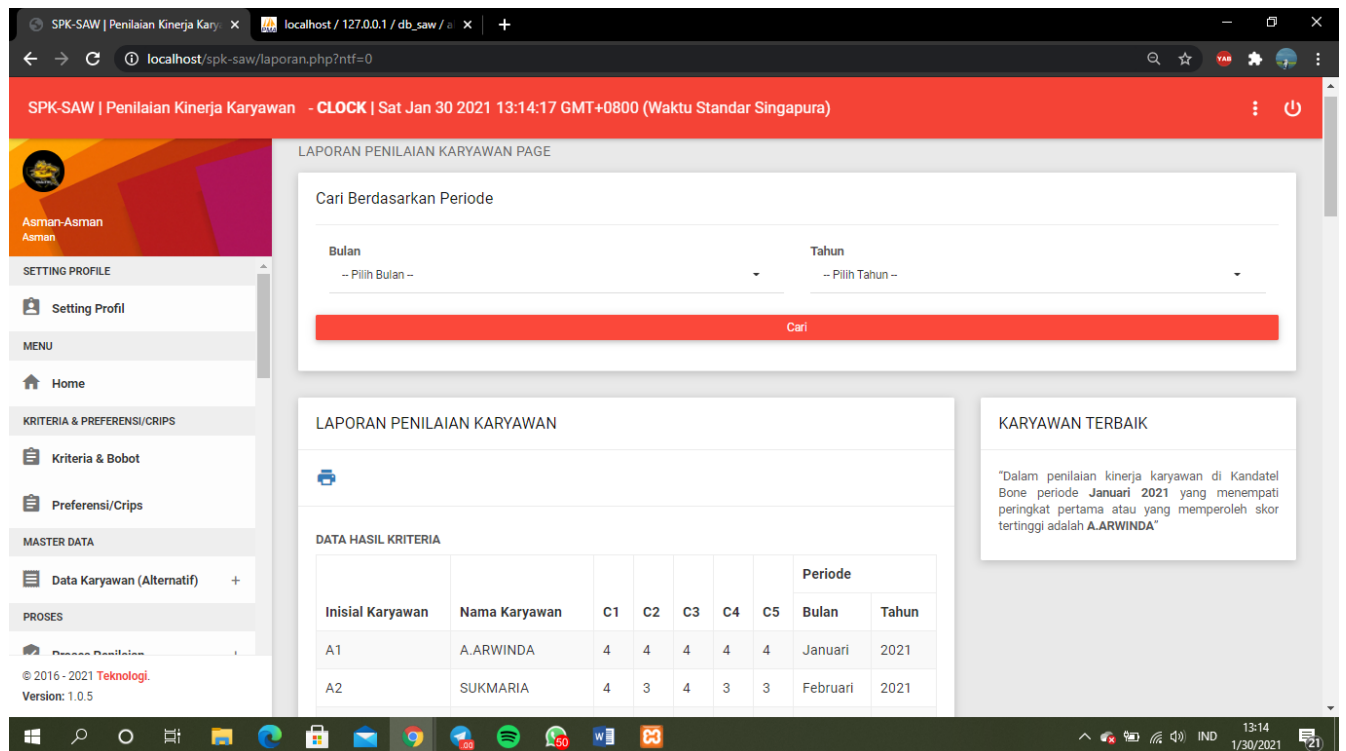 SPK-SAW | Penilaian Kinerja Kary
localhost / 127.0.0.1 / db_saw / a
localhost/spk-saw/laporan.php?ntf=0
YAB
SPK-SAW | Penilaian Kinerja Karyawan - CLOCK | Sat Jan 30 2021 13:14:17 GMT+0800 (Waktu Standar Singapura)
Asman-Asman
Asman
SETTING PROFILE
Setting Profil
MENU
Home
KRITERIA & PREFERENSI/CRIPS
Kriteria & Bobot
Preferensi/Crips
MASTER DATA
Data Karyawan (Alternatif) +
PROSES
Proses Penilaian
© 2016 - 2021 Teknologi.
Version: 1.0.5
LAPORAN PENILAIAN KARYAWAN PAGE
Cari Berdasarkan Periode
Bulan
-- Pilih Bulan --
Tahun
-- Pilih Tahun --
Cari
LAPORAN PENILAIAN KARYAWAN
DATA HASIL KRITERIA
Periode
Inisial Karyawan Nama Karyawan C1 C2 C3 C4 C5 Bulan Tahun
A1 A.ARWINDA 4 4 4 4 4 Januari 2021
A2 SUKMARIA 4 3 4 3 3 Februari 2021
KARYAWAN TERBAIK
"Dalam penilaian kinerja karyawan di Kandatel
Bone periode Januari 2021 yang menempati
peringkat pertama atau yang memperoleh skor
tertinggi adalah A.ARWINDA"
.00
50
IND
13:14
1/30/2021
21